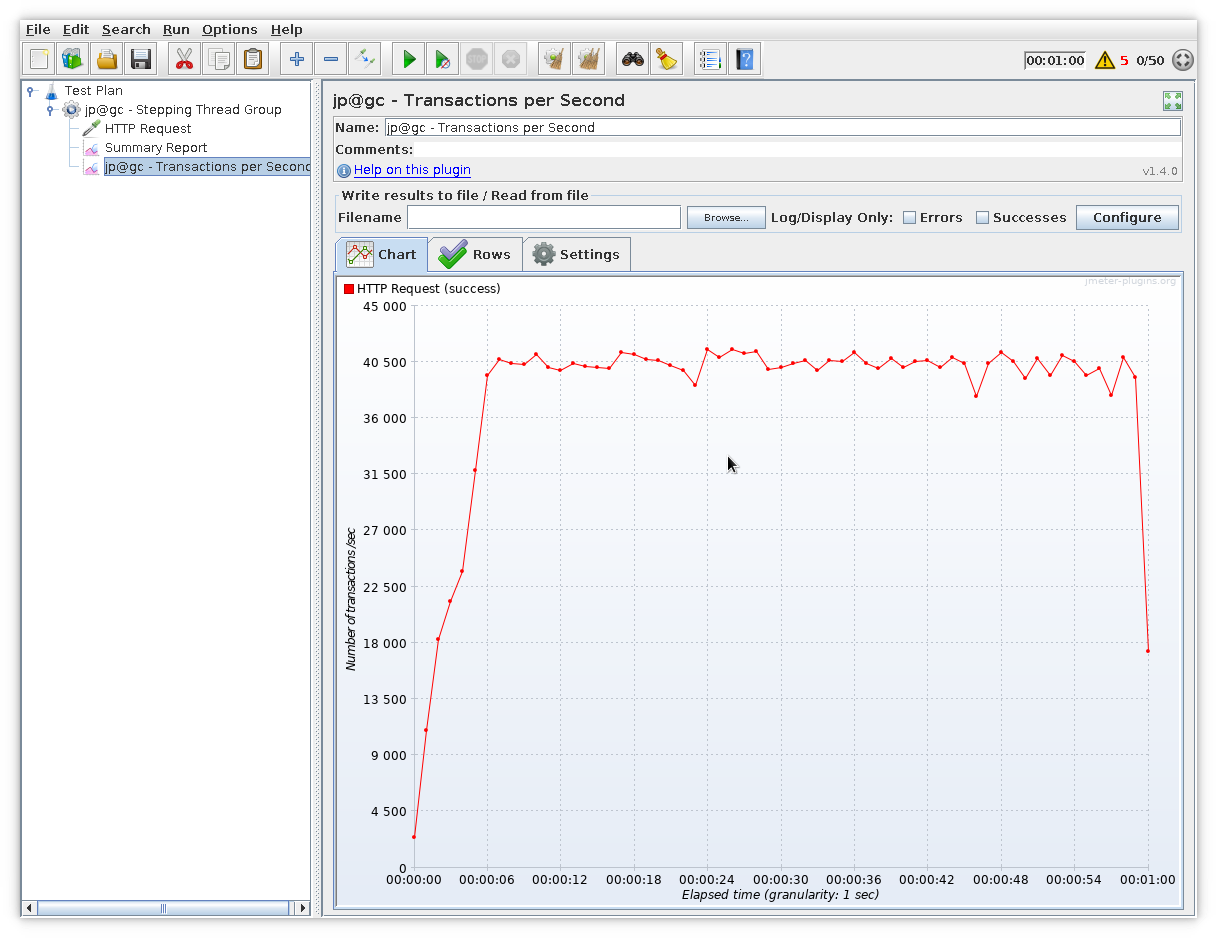 File Edit Search Run Options Help
STOP
00:01:00 5 0/50
Test Plan
jp@gc - Stepping Thread Group
HTTP Request
Summary Report
jp@gc - Transactions per Second
jp@gc - Transactions per Second
Name: jp@gc - Transactions per Second
Comments:
Help on this plugin v1.4.0
Write results to file / Read from file
Filename Browse... Log/Display Only: Errors Successes Configure
Chart Rows Settings
jmeter-plugins.org
HTTP Request (success)
45 000
40 500
36 000
31 500
27 000
22 500
18 000
13 500
9 000
4 500
0
Number of transactions /sec
00:00:00 00:00:06 00:00:12 00:00:18 00:00:24 00:00:30 00:00:36 00:00:42 00:00:48 00:00:54 00:01:00
Elapsed time (granularity: 1 sec)